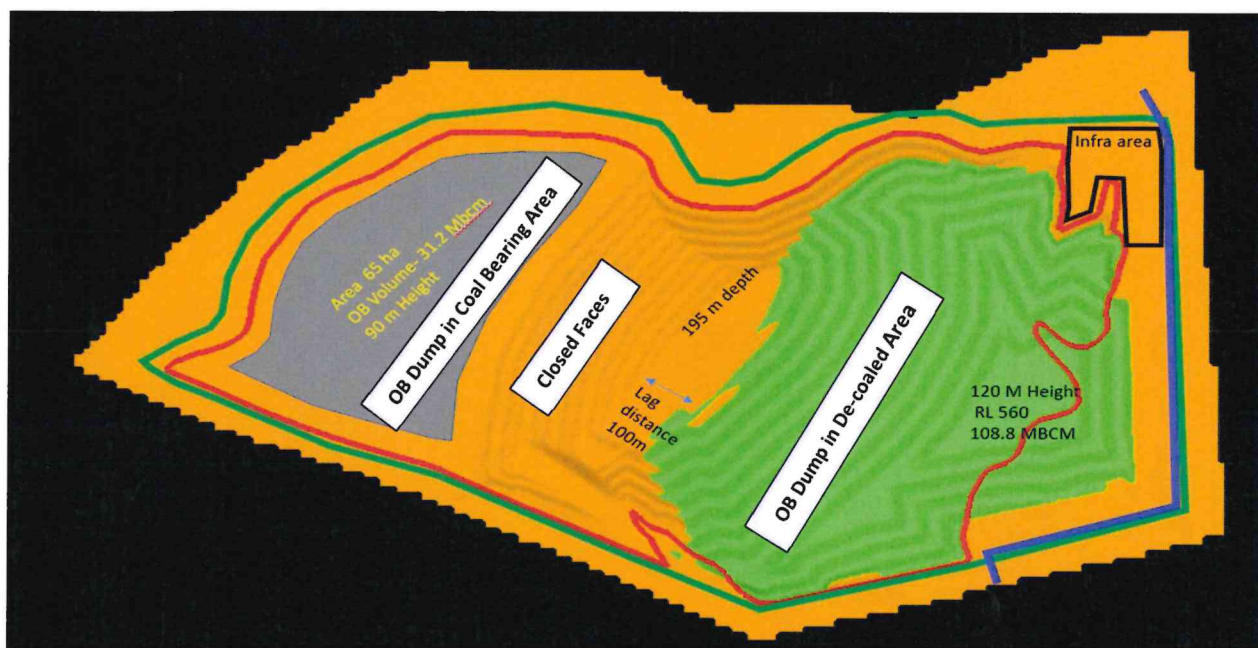 Infra area
Area 65 ha
OB Volume- 31.2 Mbcm
90 m Height
OB Dump in Coal Bearing Area
Closed Faces
195 m depth
Lag
distance
100m
OB Dump in De-coaled Area
120 M Height
RL 560
108.8 MBCM